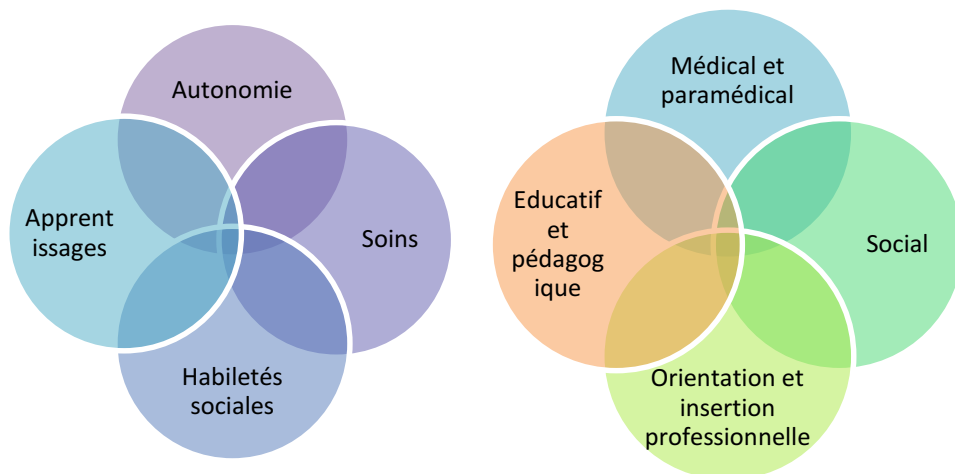 Autonomie
Apprent
issages
Soins
Habiletés
sociales
Médical et
paramédical
Educatif
et
pédagog
ique
Social
Orientation et
insertion
professionnelle